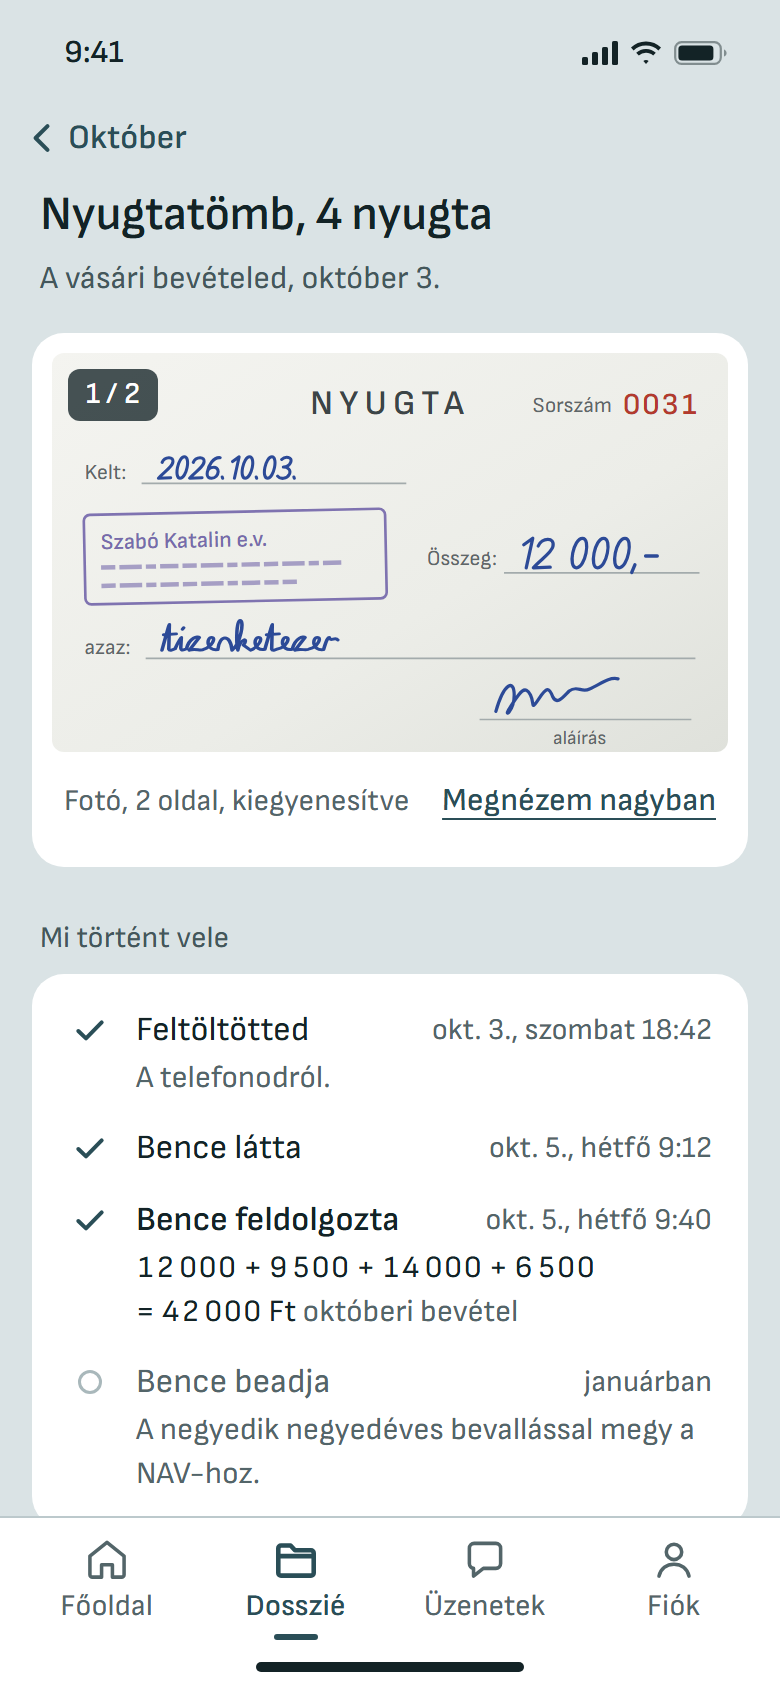 9:41
Október
Nyugtatömb, 4 nyugta
A vásári bevételed, október 3.
1 / 2
NYUGTA
Sorszám 0031
Kelt: 2026.10.03.
Szabó Katalin e.v.
Összeg: 12 000,-
azaz: tizenkétezer
aláírás
Fotó, 2 oldal, kiegyenesítve
Megnézem nagyban
Mi történt vele
Feltöltötted
okt. 3., szombat 18:42
A telefonodról.
Bence látta
okt. 5., hétfő 9:12
Bence feldolgozta
okt. 5., hétfő 9:40
12 000 + 9 500 + 14 000 + 6 500
= 42 000 Ft októberi bevétel
Bence beadja
januárban
A negyedik negyedéves bevallással megy a
NAV-hoz.
Főoldal
Dosszié
Üzenetek
Fiók